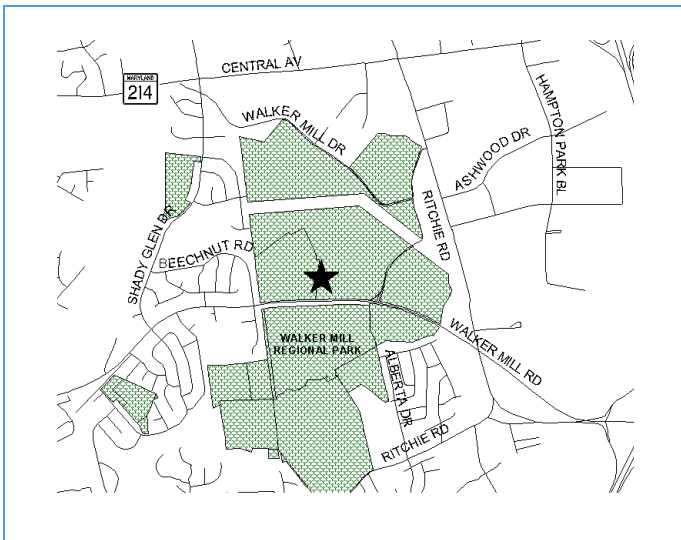 CENTRAL AV
MARYLAND
214
HAMPTON PARK BL
WALKER MILL DR
ASHWOOD DR
RITCHIE RD
SHADY GLEN DR
BEECHNUT RD
WALKER MILL
REGIONAL PARK
WALKER MILL RD
ALBERTA DR
RITCHIE RD